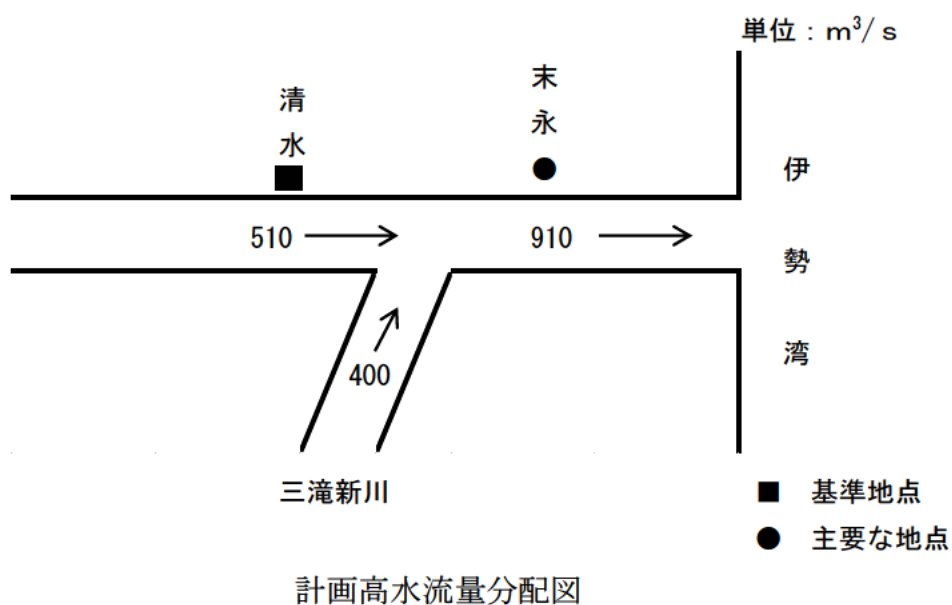 単位：m³/s
清水
末永
510
910
伊勢湾
400
三滝新川
■ 基準地点
● 主要な地点
計画高水流量分配図